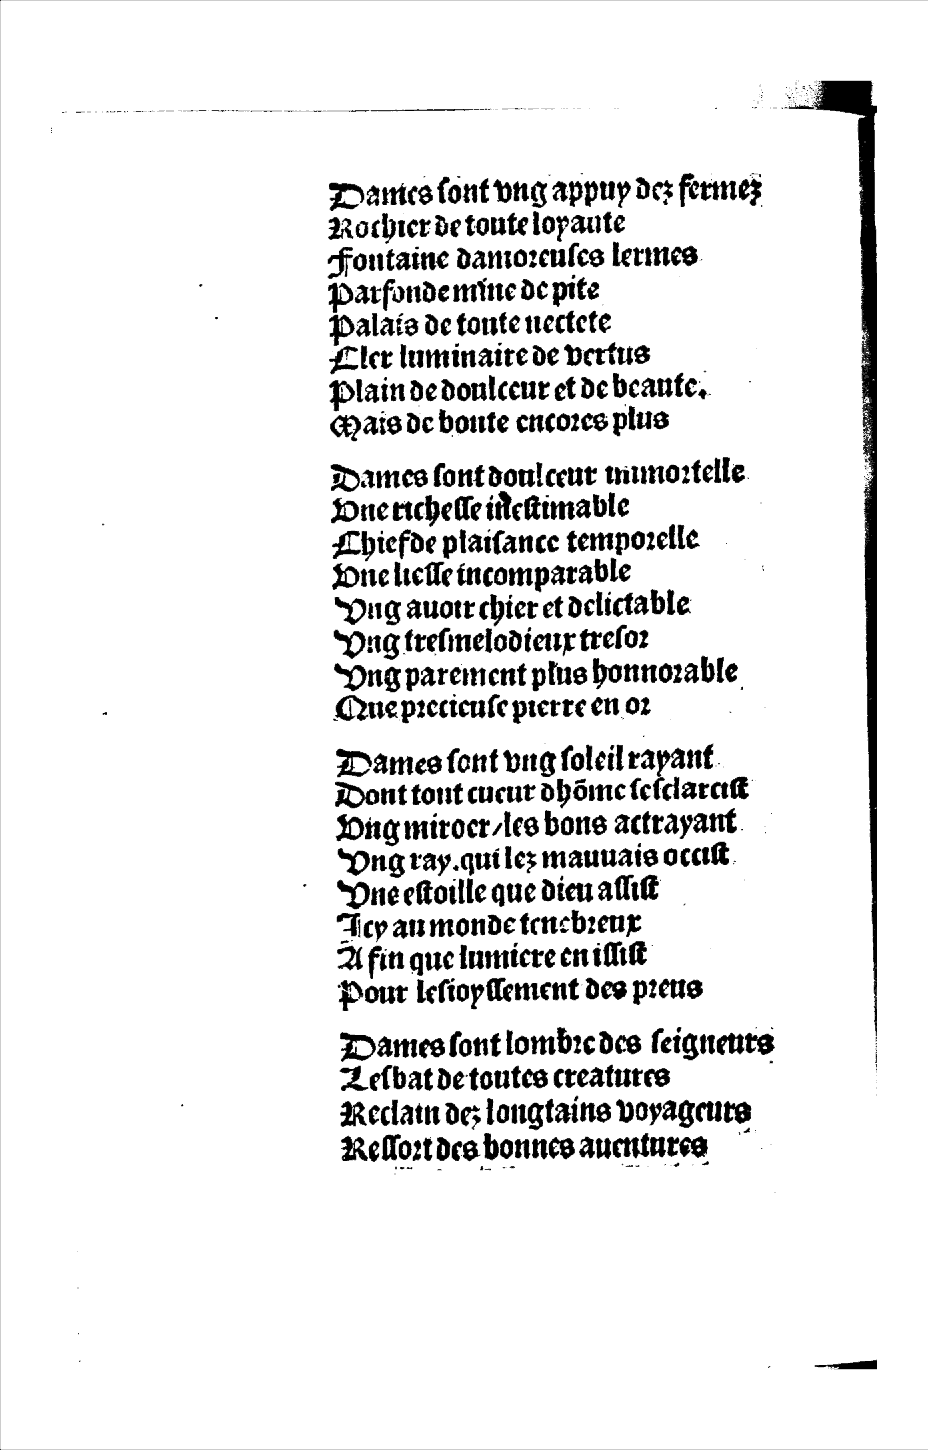 Dames sont vng appuy dez fermez
Rochier de toute loyaute
Fontaine damoreuses lermes
Parfonde mine de pite
Palais de toute nectete
Cler luminaire de vertus
Plain de doulceur et de beaute.
Mais de boute encores plus
Dames sont doulceur immortelle
Vne richesse inestimable
Chief de plaisance temporelle
Vne liesse incomparable
Vng auoir chier et delictable
Vng tresmelodieux tresor
Vng parement plus honnorable
Que precieuse pierre en or
Dames sont vng soleil rayant
Dont tout cueur dhõme sesclarcist
Vng miroer/les bons actrayant
Vng ray.qui lez mauuais occist
Vne estoille que dieu assist
Icy au monde tenebreux
A fin que lumiere en issist
Pour lesioyssement des preus
Dames sont lombre des seigneurs
Lesbat de toutes creatures
Reclain dez longtains voyageurs
Ressort des bonnes auentures